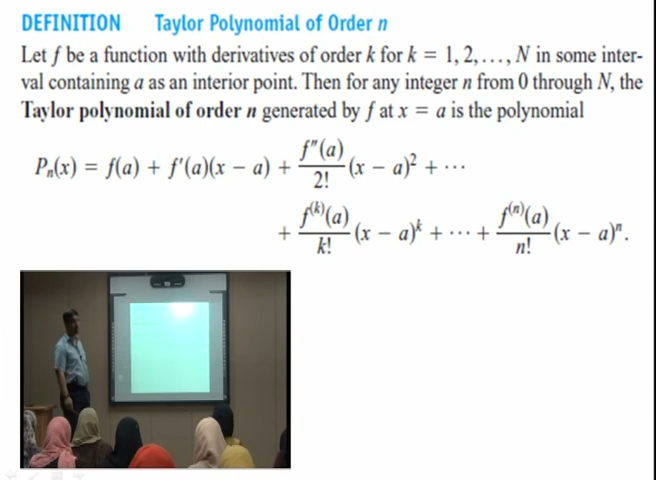 DEFINITION Taylor Polynomial of Order n
Let f be a function with derivatives of order k for k = 1, 2, . . . , N in some inter-
val containing a as an interior point. Then for any integer n from 0 through N, the
Taylor polynomial of order n generated by f at x = a is the polynomial
Pₙ(x) = f(a) + f′(a)(x − a) + f″(a)/2! (x − a)² + ⋯
+ f⁽ᵏ⁾(a)/k! (x − a)ᵏ + ⋯ + f⁽ⁿ⁾(a)/n! (x − a)ⁿ.